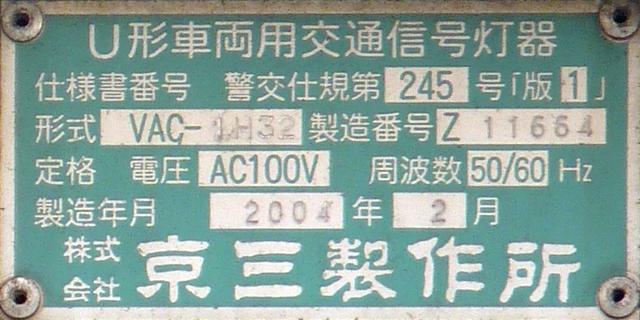 U形車両用交通信号灯器
仕様書番号 警交仕規第 245 号「版 1」
形式 VAC-1H32 製造番号 Z 11664
定格 電圧 AC100V 周波数 50/60 Hz
製造年月 2004 年 2 月
株式会社 京三製作所